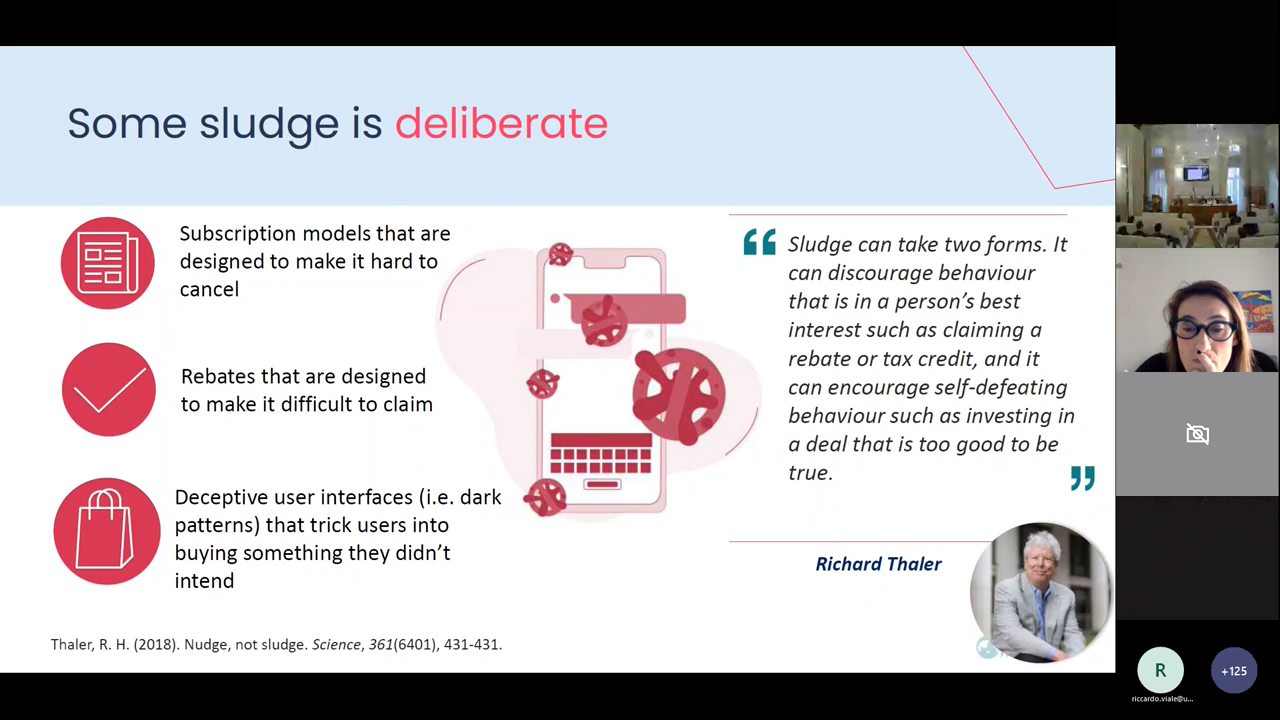 Some sludge is deliberate
Subscription models that are
designed to make it hard to
cancel
Rebates that are designed
to make it difficult to claim
Deceptive user interfaces (i.e. dark
patterns) that trick users into
buying something they didn’t
intend
Thaler, R. H. (2018). Nudge, not sludge. Science, 361(6401), 431-431.
“
Sludge can take two forms. It
can discourage behaviour
that is in a person’s best
interest such as claiming a
rebate or tax credit, and it
can encourage self-defeating
behaviour such as investing in
a deal that is too good to be
true.
”
Richard Thaler
R
riccardo.viale@u...
+125